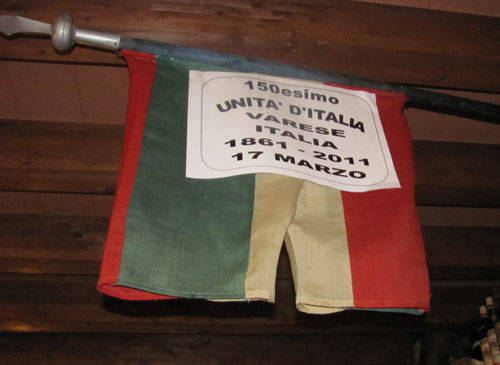 150esimo
UNITA' D'ITALIA
VARESE
ITALIA
1861 - 2011
17 MARZO